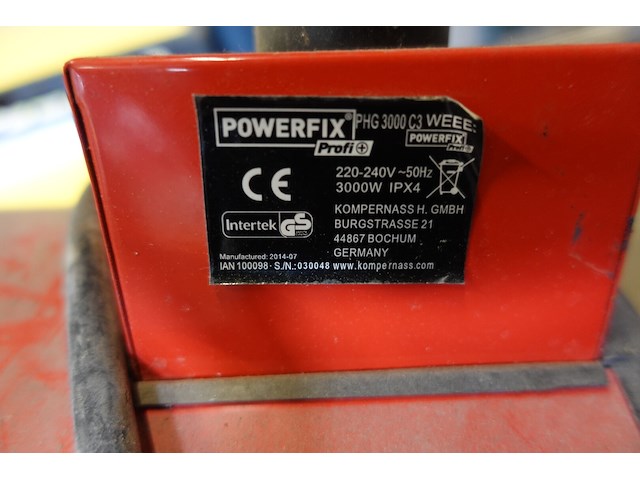 POWERFIX® PHG 3000 C3 WEEE:
Profi+ POWERFIX
Profi+
CE 220-240V ~50Hz
3000W IPX4
Intertek GS KOMPERNASS H. GMBH
BURGSTRASSE 21
44867 BOCHUM
GERMANY
Manufactured: 2014-07
IAN 100098 · S./N.: 030048 www.kompernass.com